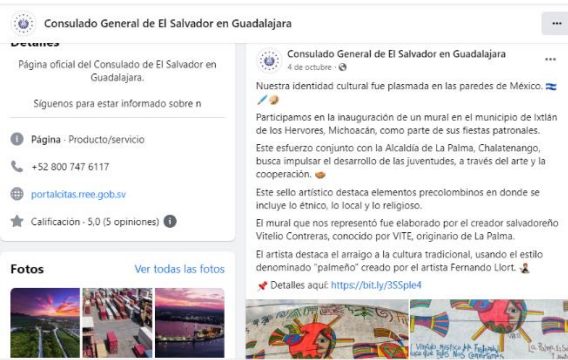 Consulado General de El Salvador en Guadalajara
Detalles
Página oficial del Consulado de El Salvador en
Guadalajara.
Síguenos para estar informado sobre n
Página · Producto/servicio
+52 800 747 6117
portalcitas.rree.gob.sv
Calificación · 5,0 (5 opiniones)
Fotos
Ver todas las fotos
Consulado General de El Salvador en Guadalajara
4 de octubre ·
Nuestra identidad cultural fue plasmada en las paredes de México.
Participamos en la inauguración de un mural en el municipio de Ixtlán
de los Hervores, Michoacán, como parte de sus fiestas patronales.
Este esfuerzo conjunto con la Alcaldía de La Palma, Chalatenango,
busca impulsar el desarrollo de las juventudes, a través del arte y la
cooperación.
Este sello artístico destaca elementos precolombinos en donde se
incluye lo étnico, lo local y lo religioso.
El mural que nos representó fue elaborado por el creador salvadoreño
Vitelio Contreras, conocido por VITE, originario de La Palma.
El artista destaca el arraigo a la cultura tradicional, usando el estilo
denominado "palmeño" creado por el artista Fernando Llort.
Detalles aquí: https://bit.ly/3SSple4